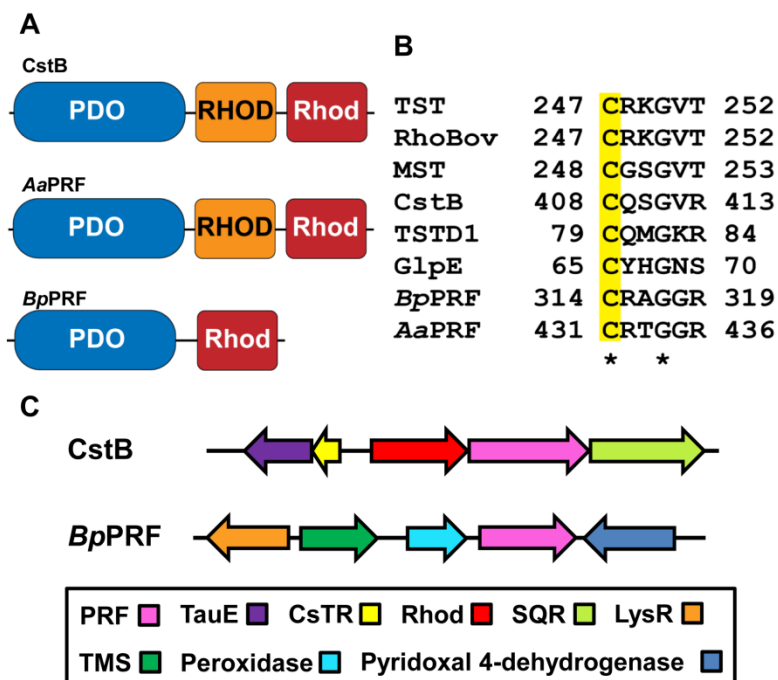 A
CstB
PDO RHOD Rhod
AaPRF
PDO RHOD Rhod
BpPRF
PDO Rhod
B
TST 247 CRKGVT 252
RhoBov 247 CRKGVT 252
MST 248 CGSGVT 253
CstB 408 CQSGVR 413
TSTD1 79 CQMGKR 84
GlpE 65 CYHGNS 70
BpPRF 314 CRAGGR 319
AaPRF 431 CRTGGR 436
* *
C
CstB
BpPRF
PRF TauE CsTR Rhod SQR LysR
TMS Peroxidase Pyridoxal 4-dehydrogenase